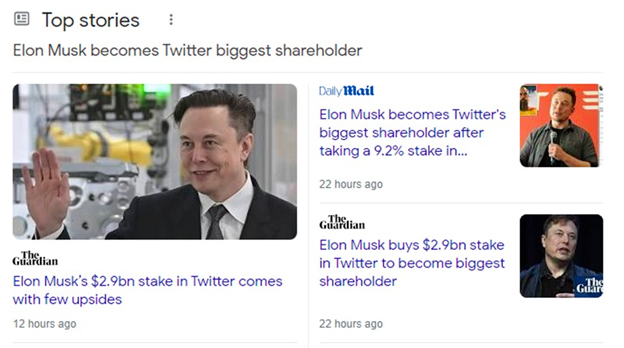 Top stories
Elon Musk becomes Twitter biggest shareholder
The Guardian
Elon Musk's $2.9bn stake in Twitter comes
with few upsides
12 hours ago
Daily Mail
Elon Musk becomes Twitter's
biggest shareholder after
taking a 9.2% stake in...
22 hours ago
The Guardian
Elon Musk buys $2.9bn stake
in Twitter to become biggest
shareholder
The
Guar
22 hours ago